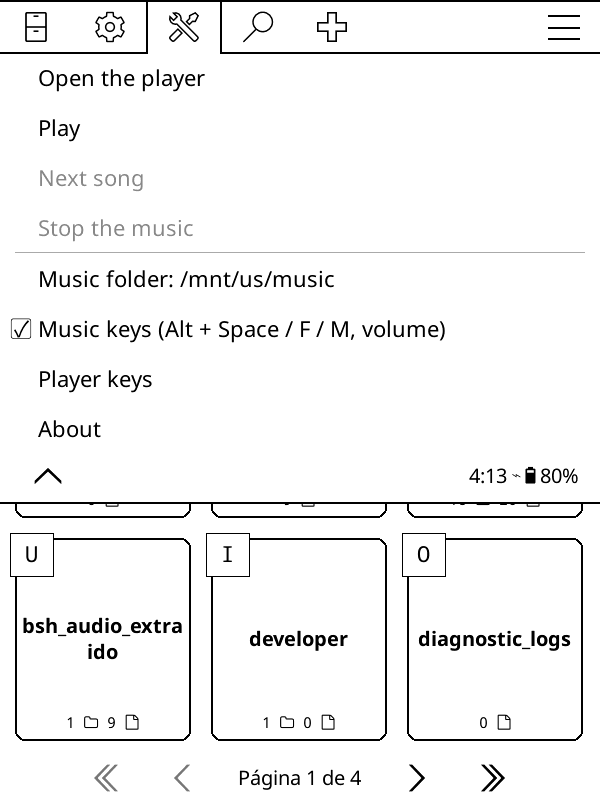 Open the player
Play
Next song
Stop the music
Music folder: /mnt/us/music
Music keys (Alt + Space / F / M, volume)
Player keys
About
4:13 80%
U I O
bsh_audio_extra
ido
developer
diagnostic_logs
1 9
1 0
0
Página 1 de 4